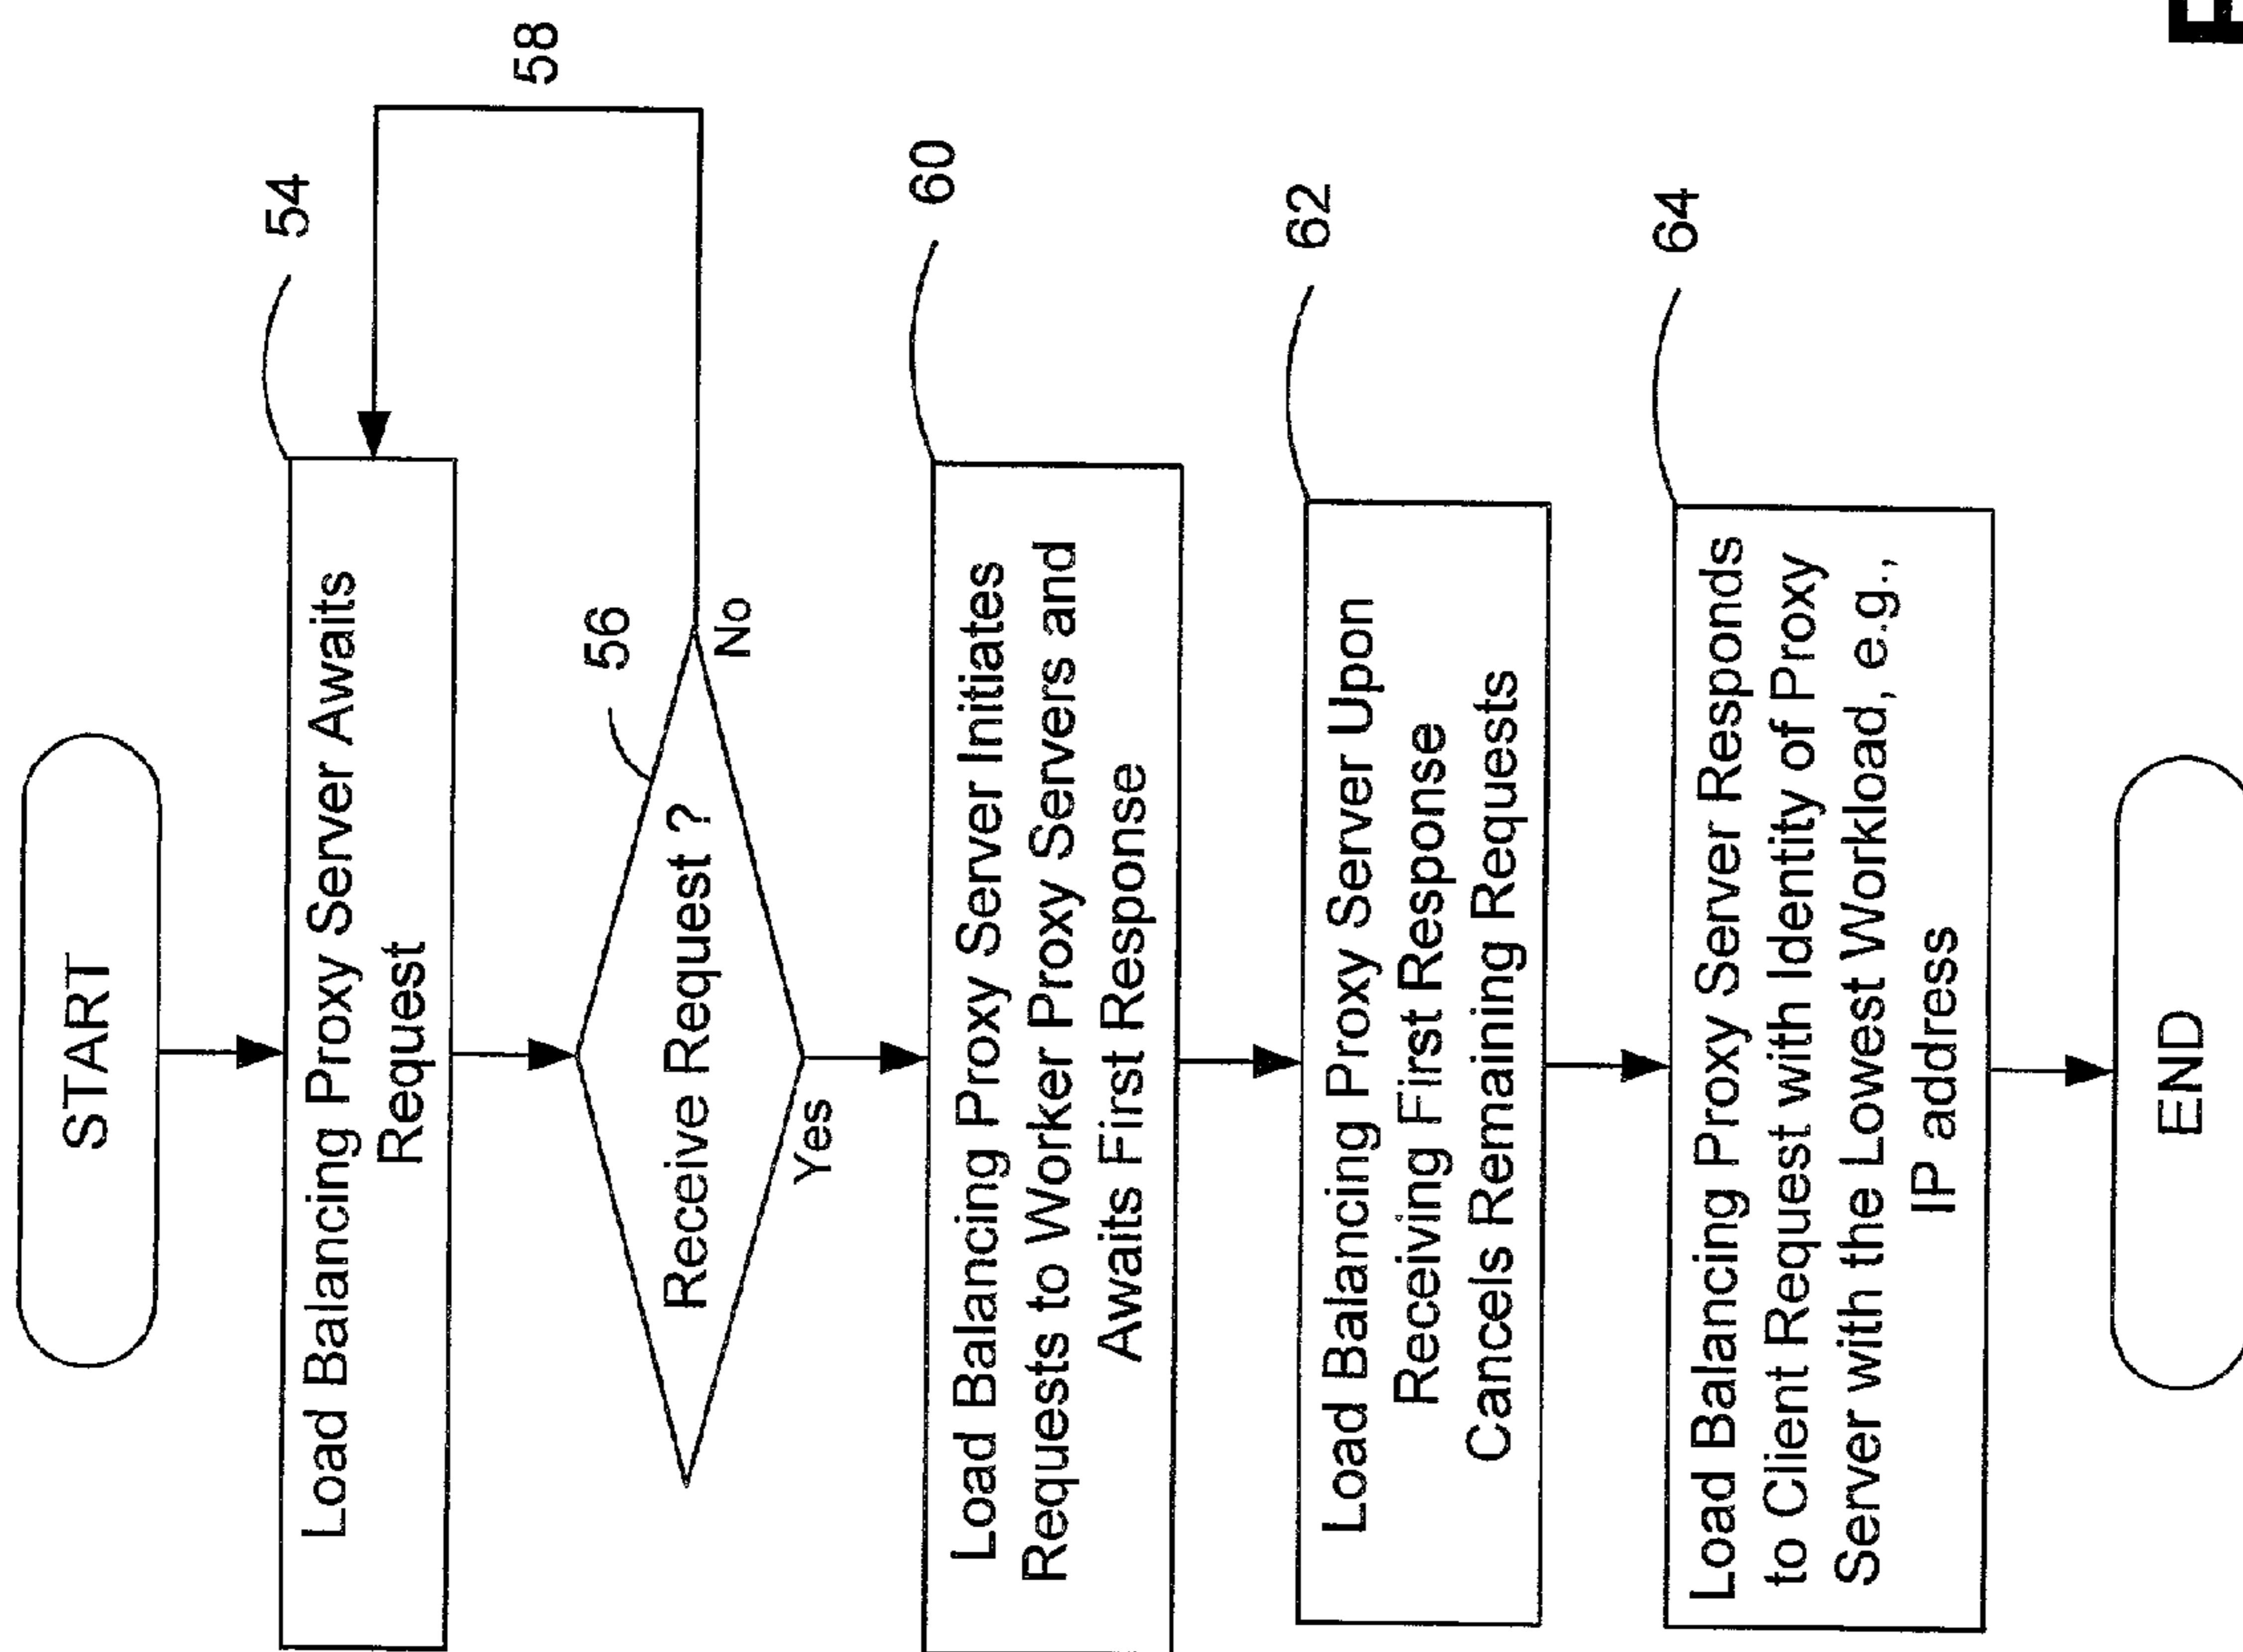 START
54
Load Balancing Proxy Server Awaits
Request
58
56
Receive Request ?
No
Yes
60
Load Balancing Proxy Server Initiates
Requests to Worker Proxy Servers and
Awaits First Response
62
Load Balancing Proxy Server Upon
Receiving First Response
Cancels Remaining Requests
64
Load Balancing Proxy Server Responds
to Client Request with Identity of Proxy
Server with the Lowest Workload, e.g.,
IP address
END